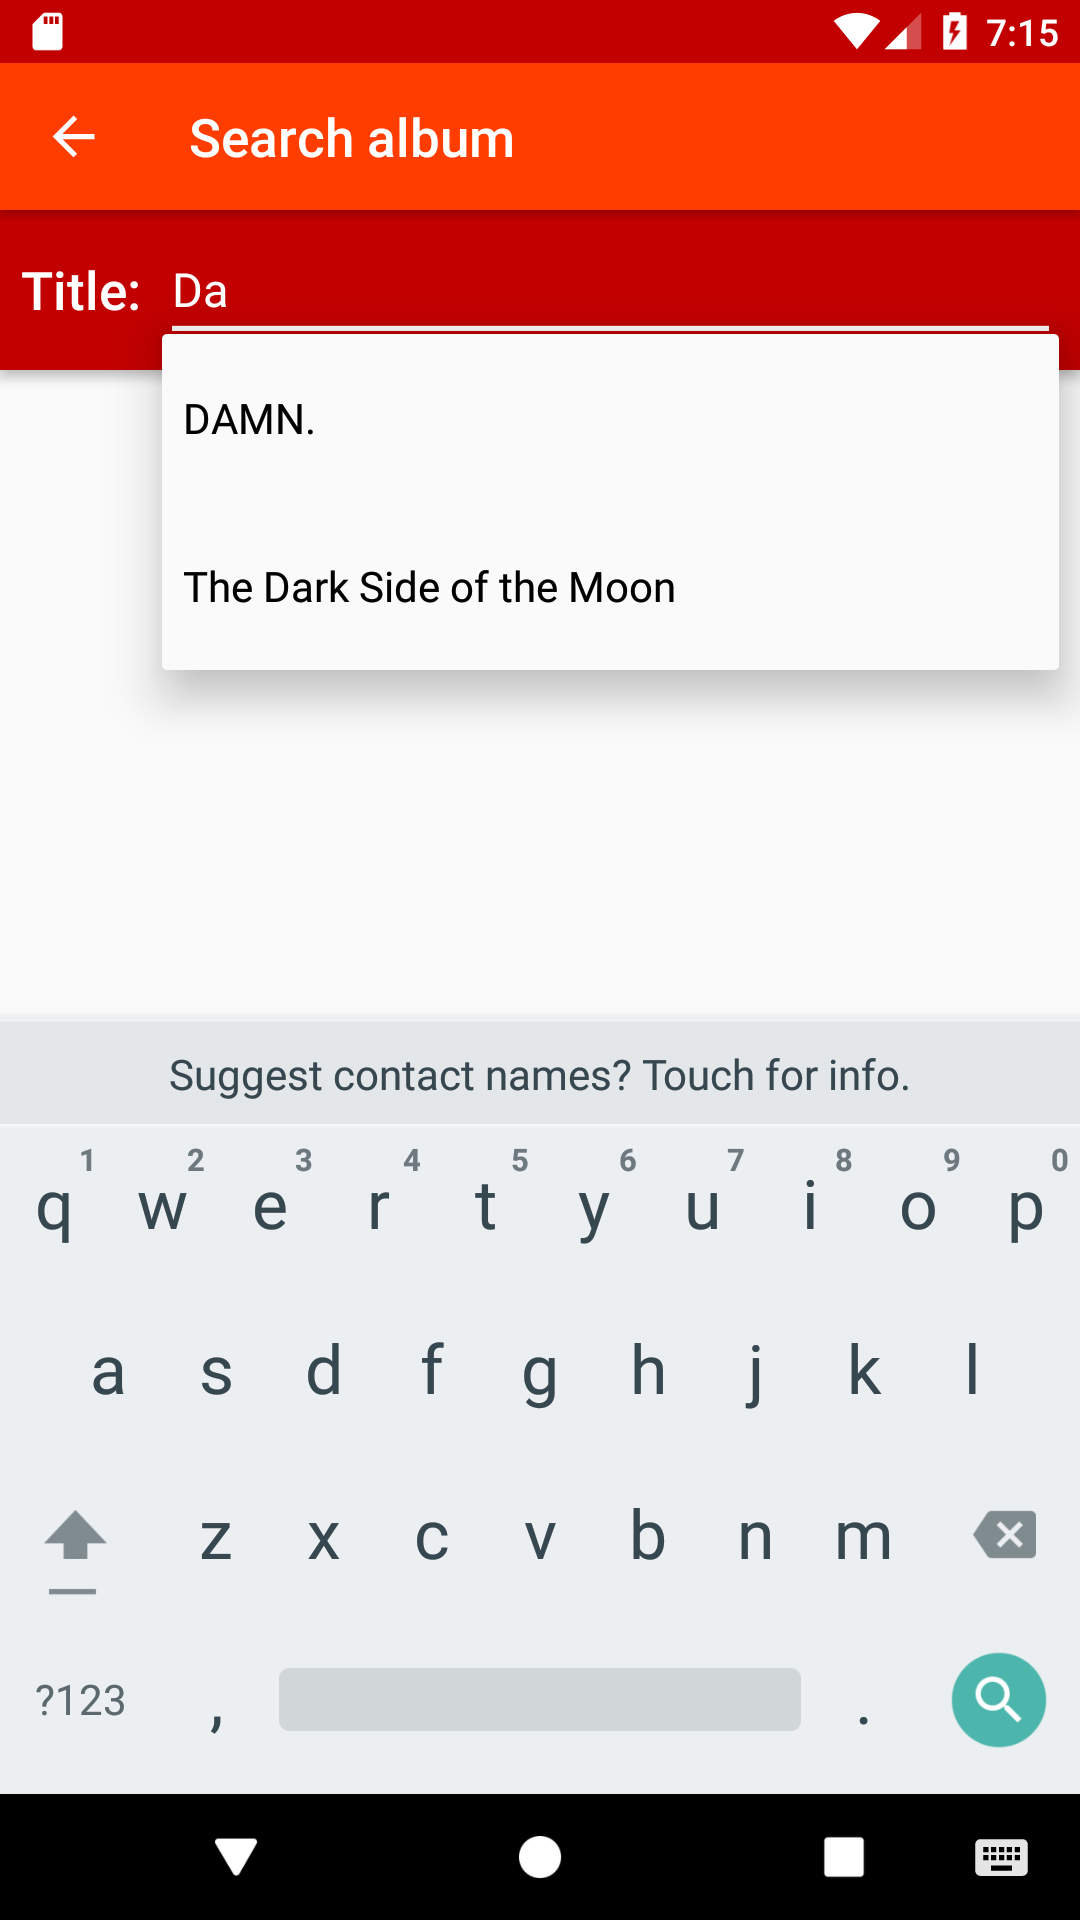 7:15
Search album
Title: Da
DAMN.
The Dark Side of the Moon
Suggest contact names? Touch for info.
1 2 3 4 5 6 7 8 9 0
q w e r t y u i o p
a s d f g h j k l
z x c v b n m
?123 , .